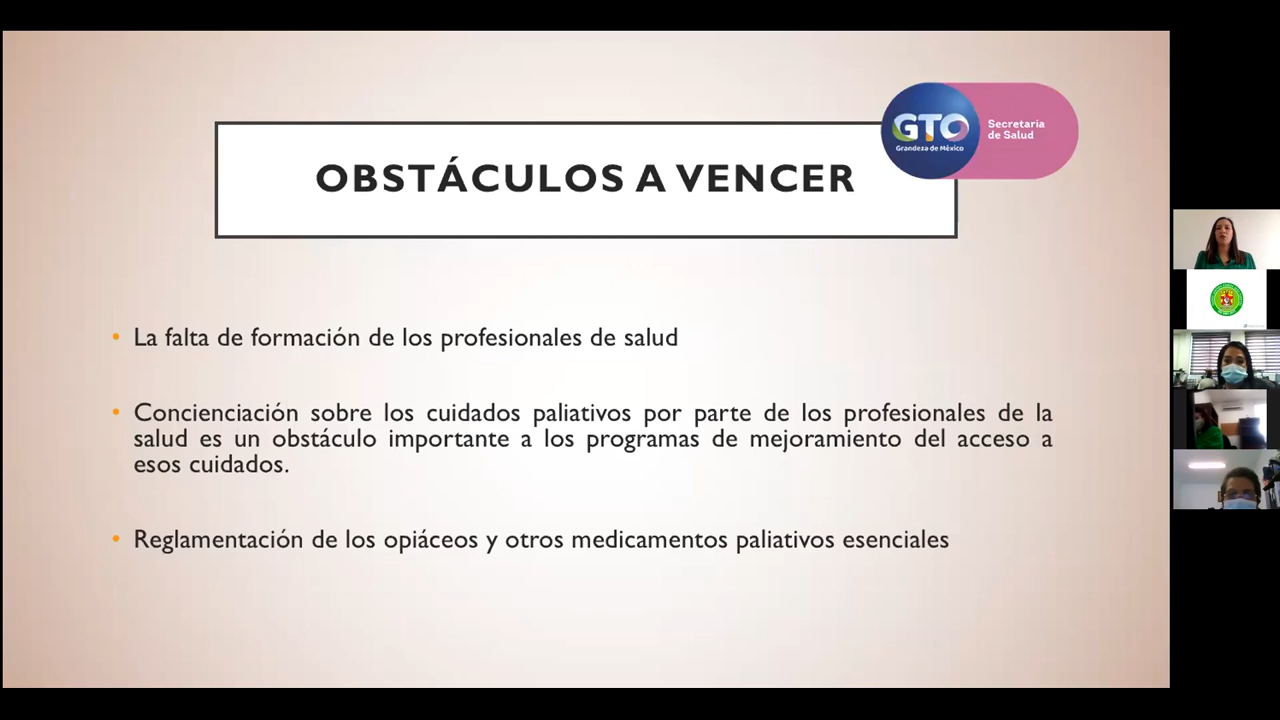 OBSTÁCULOS A VENCER
GTO
Grandeza de México
Secretaría
de Salud
• La falta de formación de los profesionales de salud
• Concienciación sobre los cuidados paliativos por parte de los profesionales de la
salud es un obstáculo importante a los programas de mejoramiento del acceso a
esos cuidados.
• Reglamentación de los opiáceos y otros medicamentos paliativos esenciales